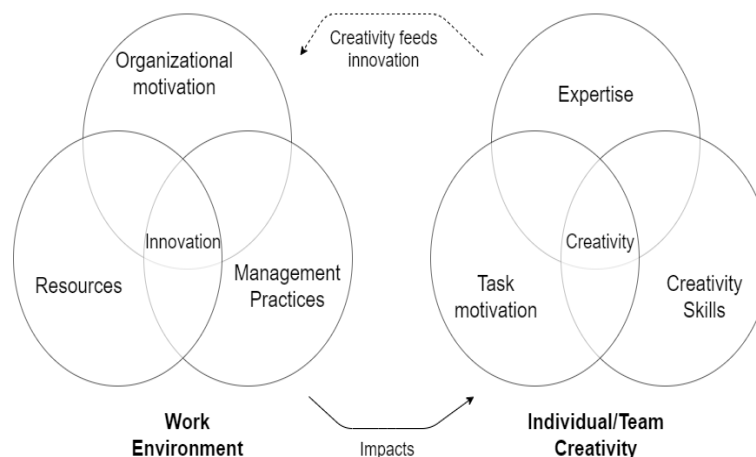 Creativity feeds
innovation
Organizational
motivation
Resources
Innovation
Management
Practices
Expertise
Task
motivation
Creativity
Creativity
Skills
Work
Environment
Impacts
Individual/Team
Creativity